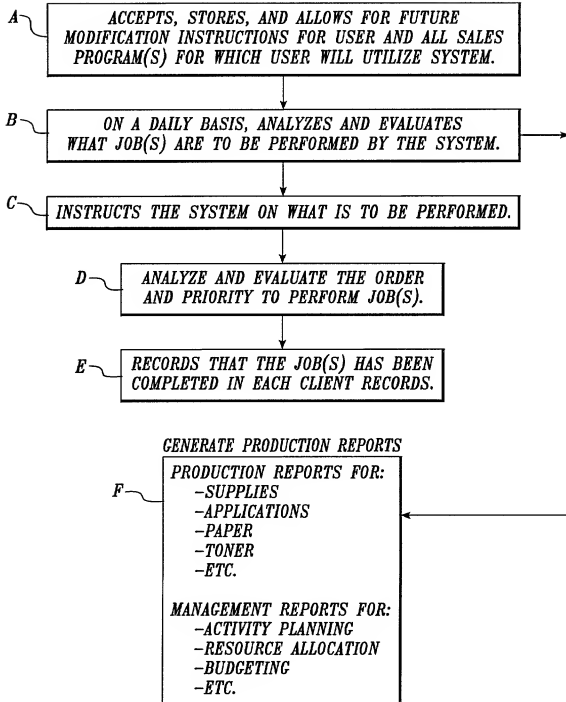 A
ACCEPTS, STORES, AND ALLOWS FOR FUTURE
MODIFICATION INSTRUCTIONS FOR USER AND ALL SALES
PROGRAM(S) FOR WHICH USER WILL UTILIZE SYSTEM.
B
ON A DAILY BASIS, ANALYZES AND EVALUATES
WHAT JOB(S) ARE TO BE PERFORMED BY THE SYSTEM.
C
INSTRUCTS THE SYSTEM ON WHAT IS TO BE PERFORMED.
D
ANALYZE AND EVALUATE THE ORDER
AND PRIORITY TO PERFORM JOB(S).
E
RECORDS THAT THE JOB(S) HAS BEEN
COMPLETED IN EACH CLIENT RECORDS.
GENERATE PRODUCTION REPORTS
F
PRODUCTION REPORTS FOR:
-SUPPLIES
-APPLICATIONS
-PAPER
-TONER
-ETC.
MANAGEMENT REPORTS FOR:
-ACTIVITY PLANNING
-RESOURCE ALLOCATION
-BUDGETING
-ETC.